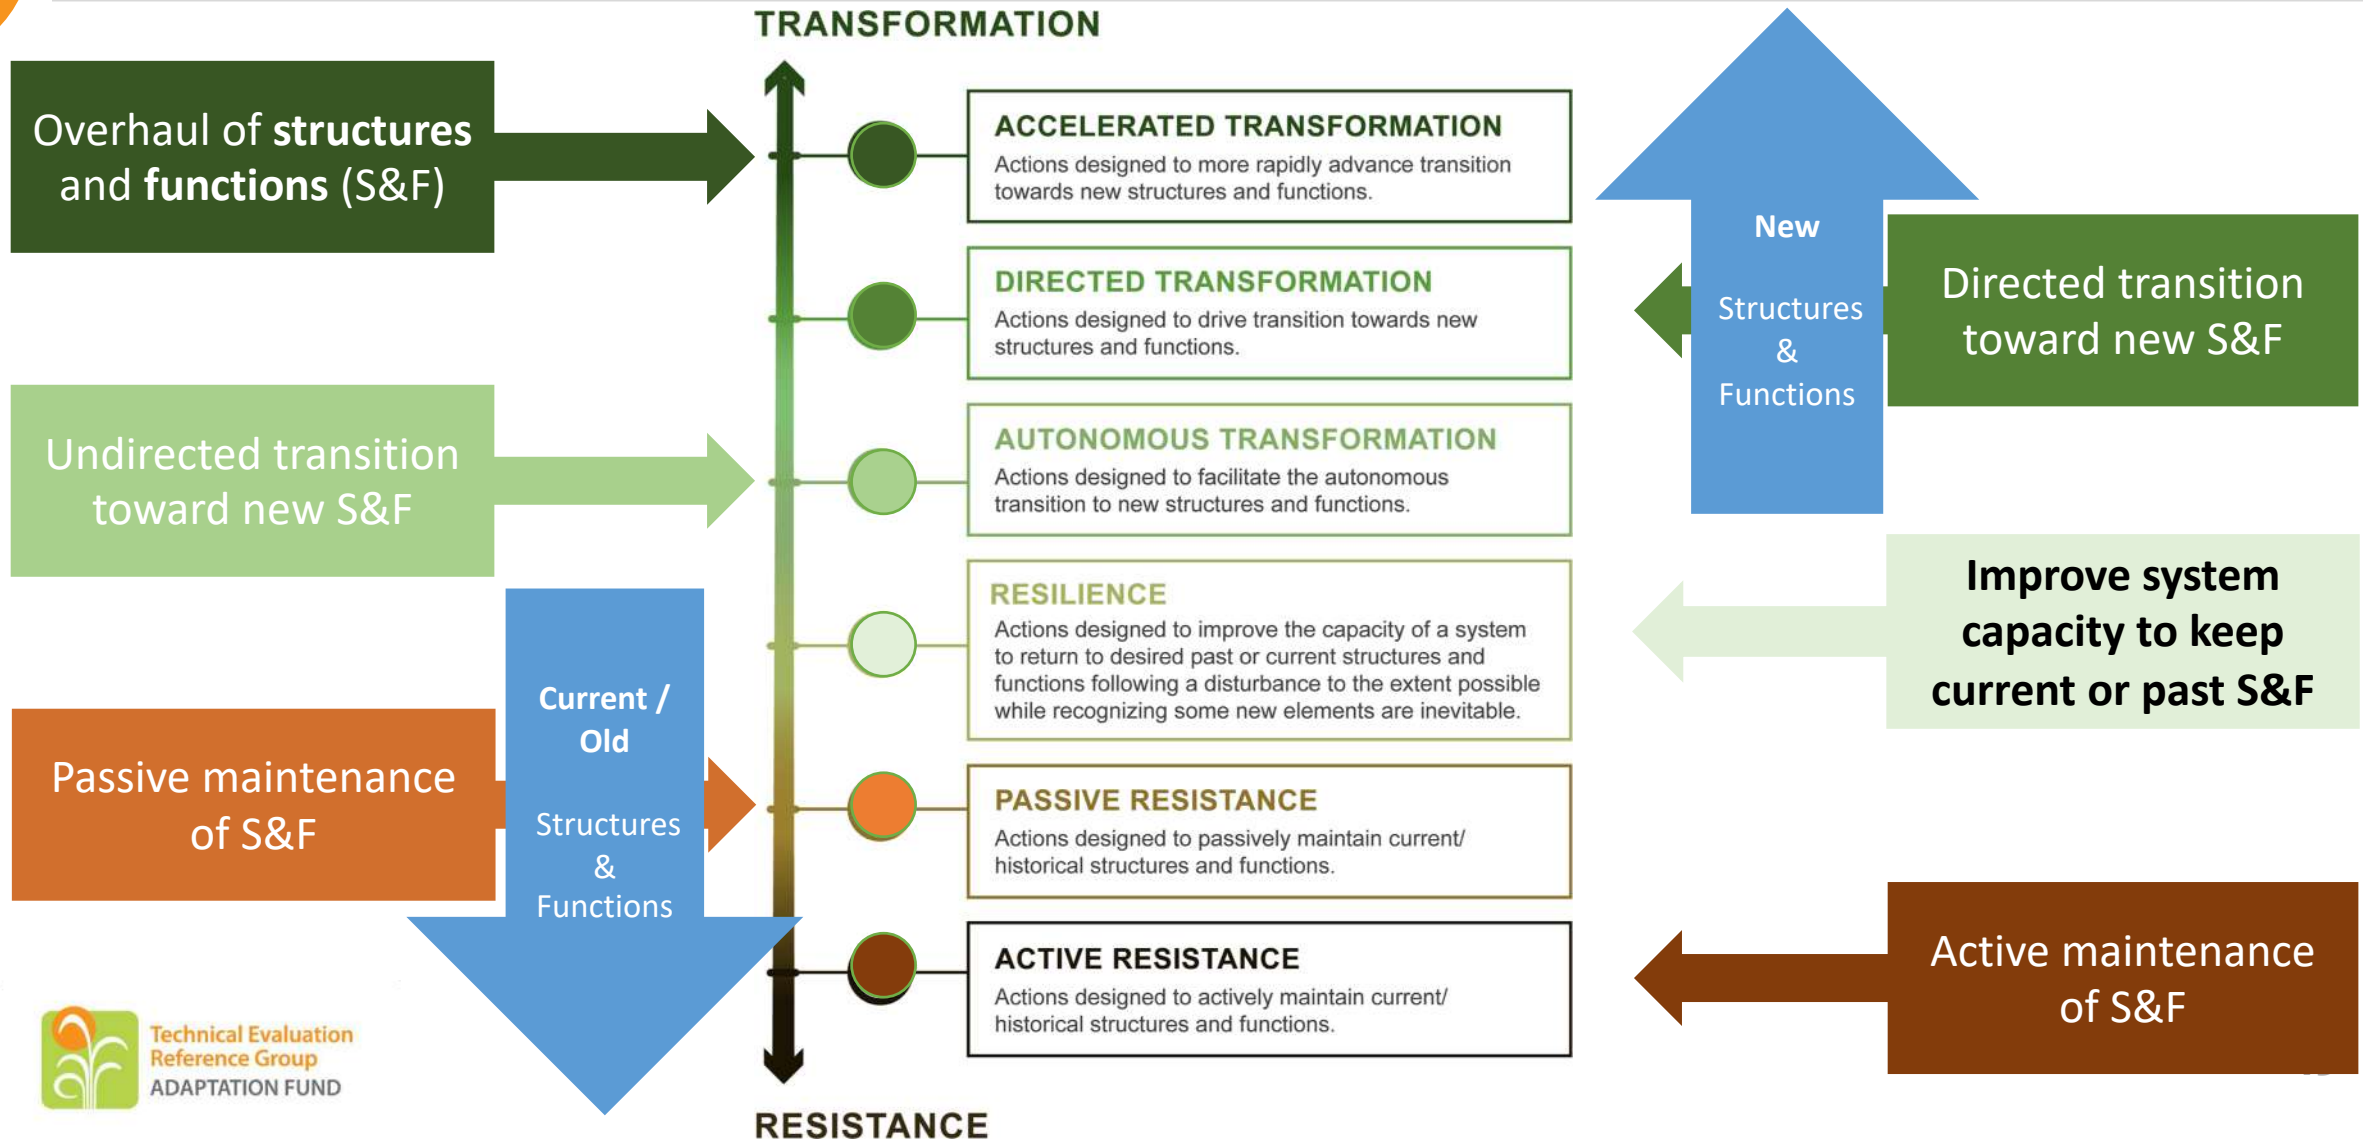 TRANSFORMATION
Overhaul of structures
and functions (S&F)
ACCELERATED TRANSFORMATION
Actions designed to more rapidly advance transition
towards new structures and functions.
New
Structures
&
Functions
Directed transition
toward new S&F
DIRECTED TRANSFORMATION
Actions designed to drive transition towards new
structures and functions.
Undirected transition
toward new S&F
AUTONOMOUS TRANSFORMATION
Actions designed to facilitate the autonomous
transition to new structures and functions.
RESILIENCE
Actions designed to improve the capacity of a system
to return to desired past or current structures and
functions following a disturbance to the extent possible
while recognizing some new elements are inevitable.
Improve system
capacity to keep
current or past S&F
Current /
Old
Structures
&
Functions
Passive maintenance
of S&F
PASSIVE RESISTANCE
Actions designed to passively maintain current/
historical structures and functions.
ACTIVE RESISTANCE
Actions designed to actively maintain current/
historical structures and functions.
Active maintenance
of S&F
Technical Evaluation
Reference Group
ADAPTATION FUND
RESISTANCE